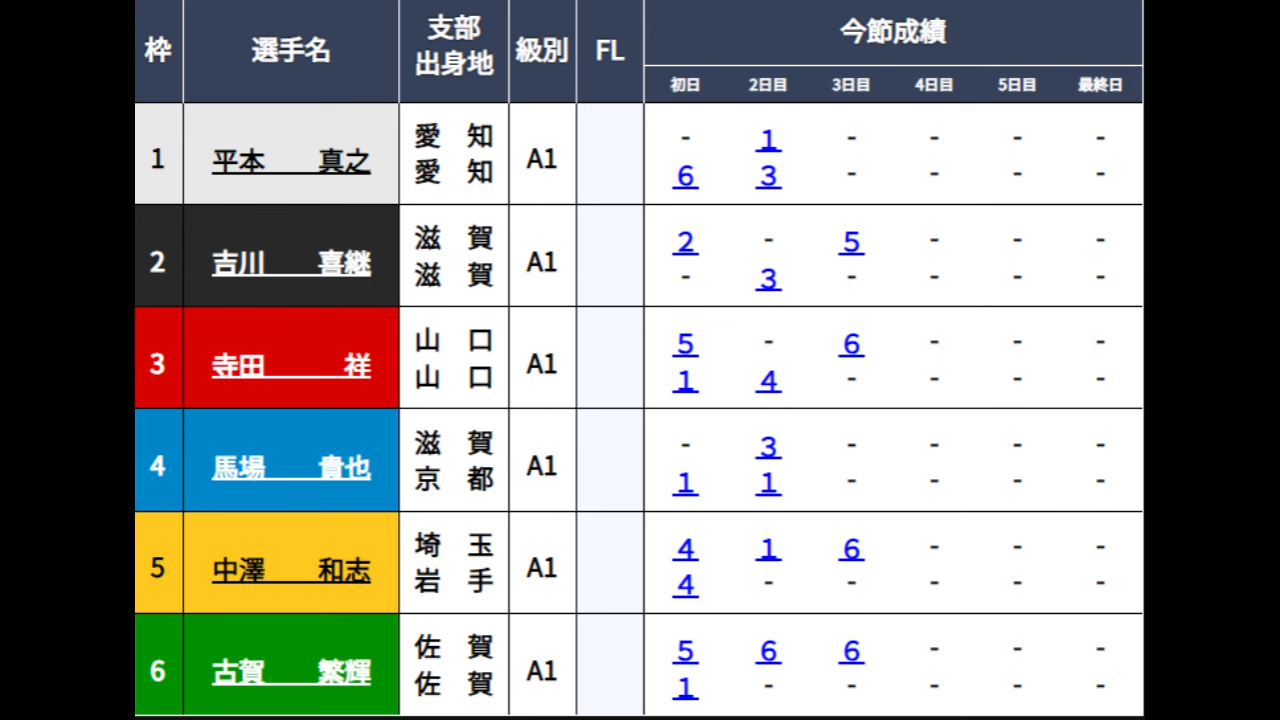 枠 選手名 支部 出身地 級別 FL 今節成績
初日 2日目 3日目 4日目 5日目 最終日
1 平本 真之 愛 知 A1 - 1 - - - -
愛 知 6 3 - - - -
2 吉川 喜継 滋 賀 A1 2 - 5 - - -
滋 賀 - 3 - - - -
3 寺田 祥 山 口 A1 5 - 6 - - -
山 口 1 4 - - - -
4 馬場 貴也 滋 賀 A1 - 3 - - - -
京 都 1 1 - - - -
5 中澤 和志 埼 玉 A1 4 1 6 - - -
岩 手 4 - - - - -
6 古賀 繁輝 佐 賀 A1 5 6 6 - - -
佐 賀 1 - - - - -